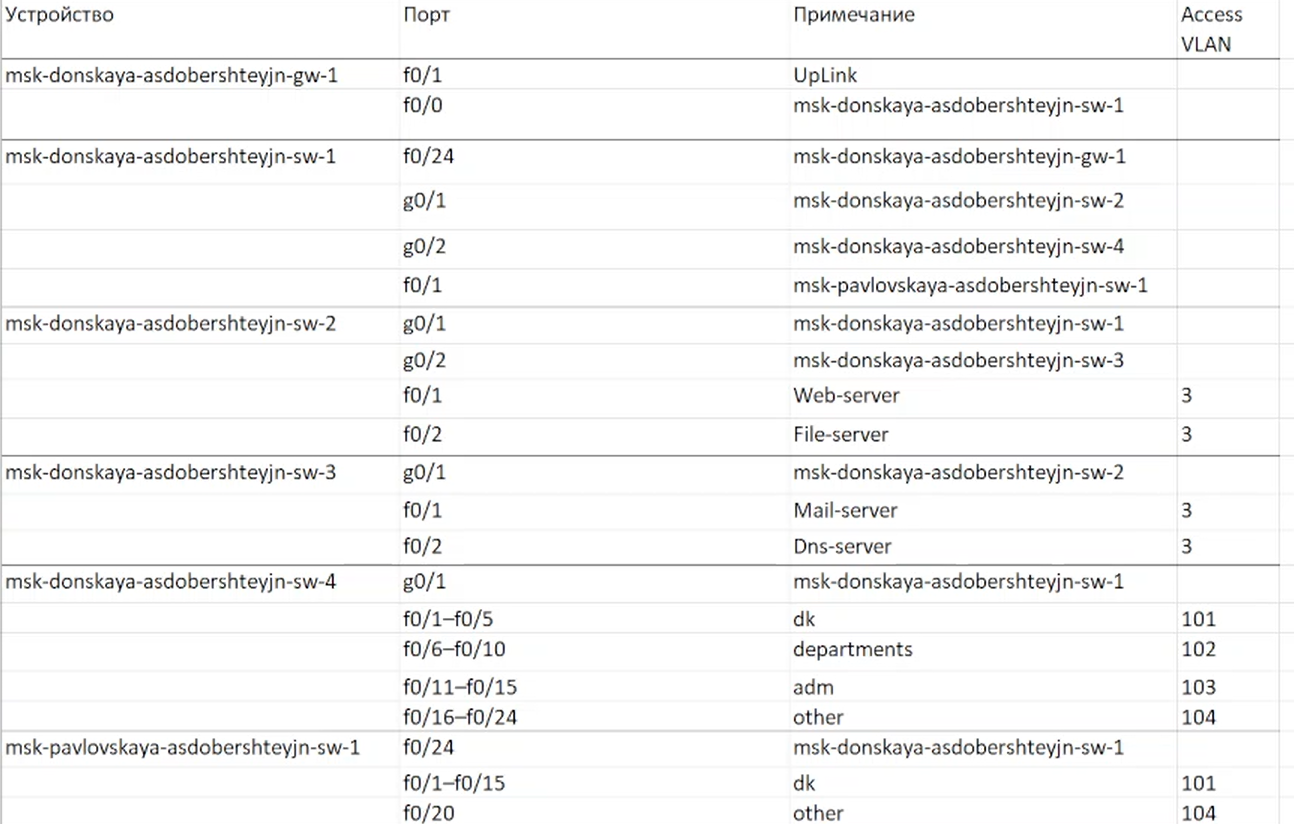 Устройство Порт Примечание Access
VLAN
msk-donskaya-asdobershteyjn-gw-1 f0/1 UpLink
f0/0 msk-donskaya-asdobershteyjn-sw-1
msk-donskaya-asdobershteyjn-sw-1 f0/24 msk-donskaya-asdobershteyjn-gw-1
g0/1 msk-donskaya-asdobershteyjn-sw-2
g0/2 msk-donskaya-asdobershteyjn-sw-4
f0/1 msk-pavlovskaya-asdobershteyjn-sw-1
msk-donskaya-asdobershteyjn-sw-2 g0/1 msk-donskaya-asdobershteyjn-sw-1
g0/2 msk-donskaya-asdobershteyjn-sw-3
f0/1 Web-server 3
f0/2 File-server 3
msk-donskaya-asdobershteyjn-sw-3 g0/1 msk-donskaya-asdobershteyjn-sw-2
f0/1 Mail-server 3
f0/2 Dns-server 3
msk-donskaya-asdobershteyjn-sw-4 g0/1 msk-donskaya-asdobershteyjn-sw-1
f0/1–f0/5 dk 101
f0/6–f0/10 departments 102
f0/11–f0/15 adm 103
f0/16–f0/24 other 104
msk-pavlovskaya-asdobershteyjn-sw-1 f0/24 msk-donskaya-asdobershteyjn-sw-1
f0/1–f0/15 dk 101
f0/20 other 104